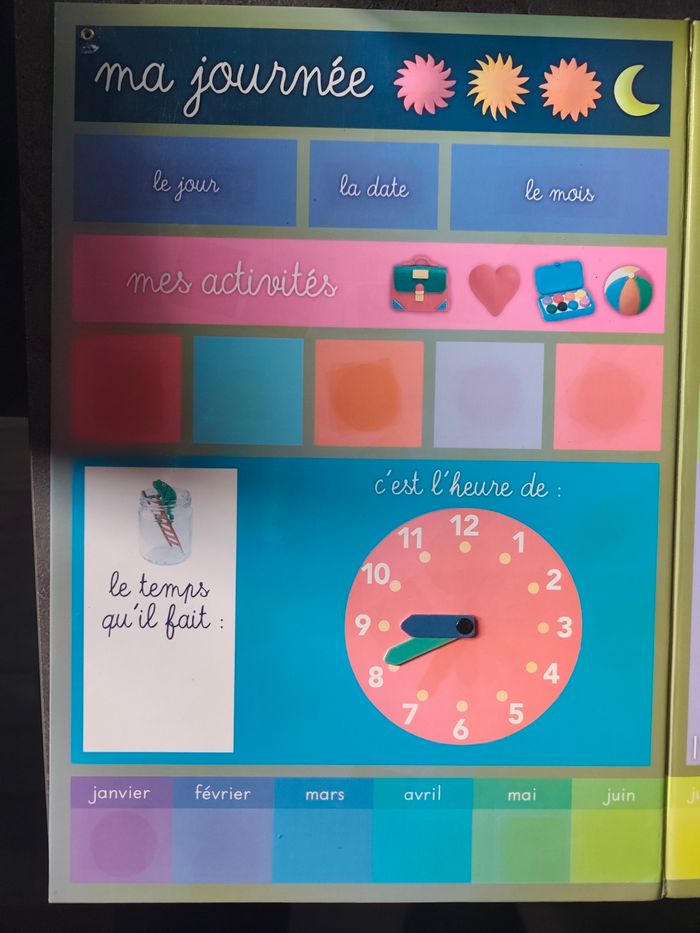 ma journée
le jour
la date
le mois
mes activités
c'est l'heure de :
le temps
qu'il fait :
12
1
2
3
4
5
6
7
8
9
10
11
janvier
février
mars
avril
mai
juin